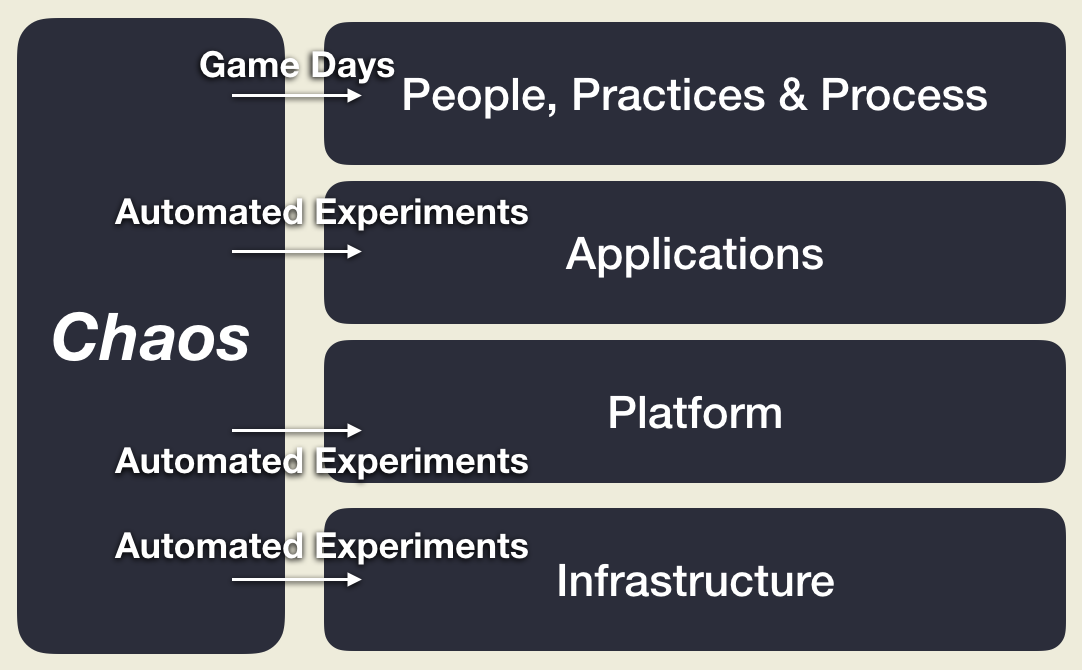 Game Days
People, Practices & Process
Automated Experiments
Applications
Chaos
Platform
Automated Experiments
Automated Experiments
Infrastructure